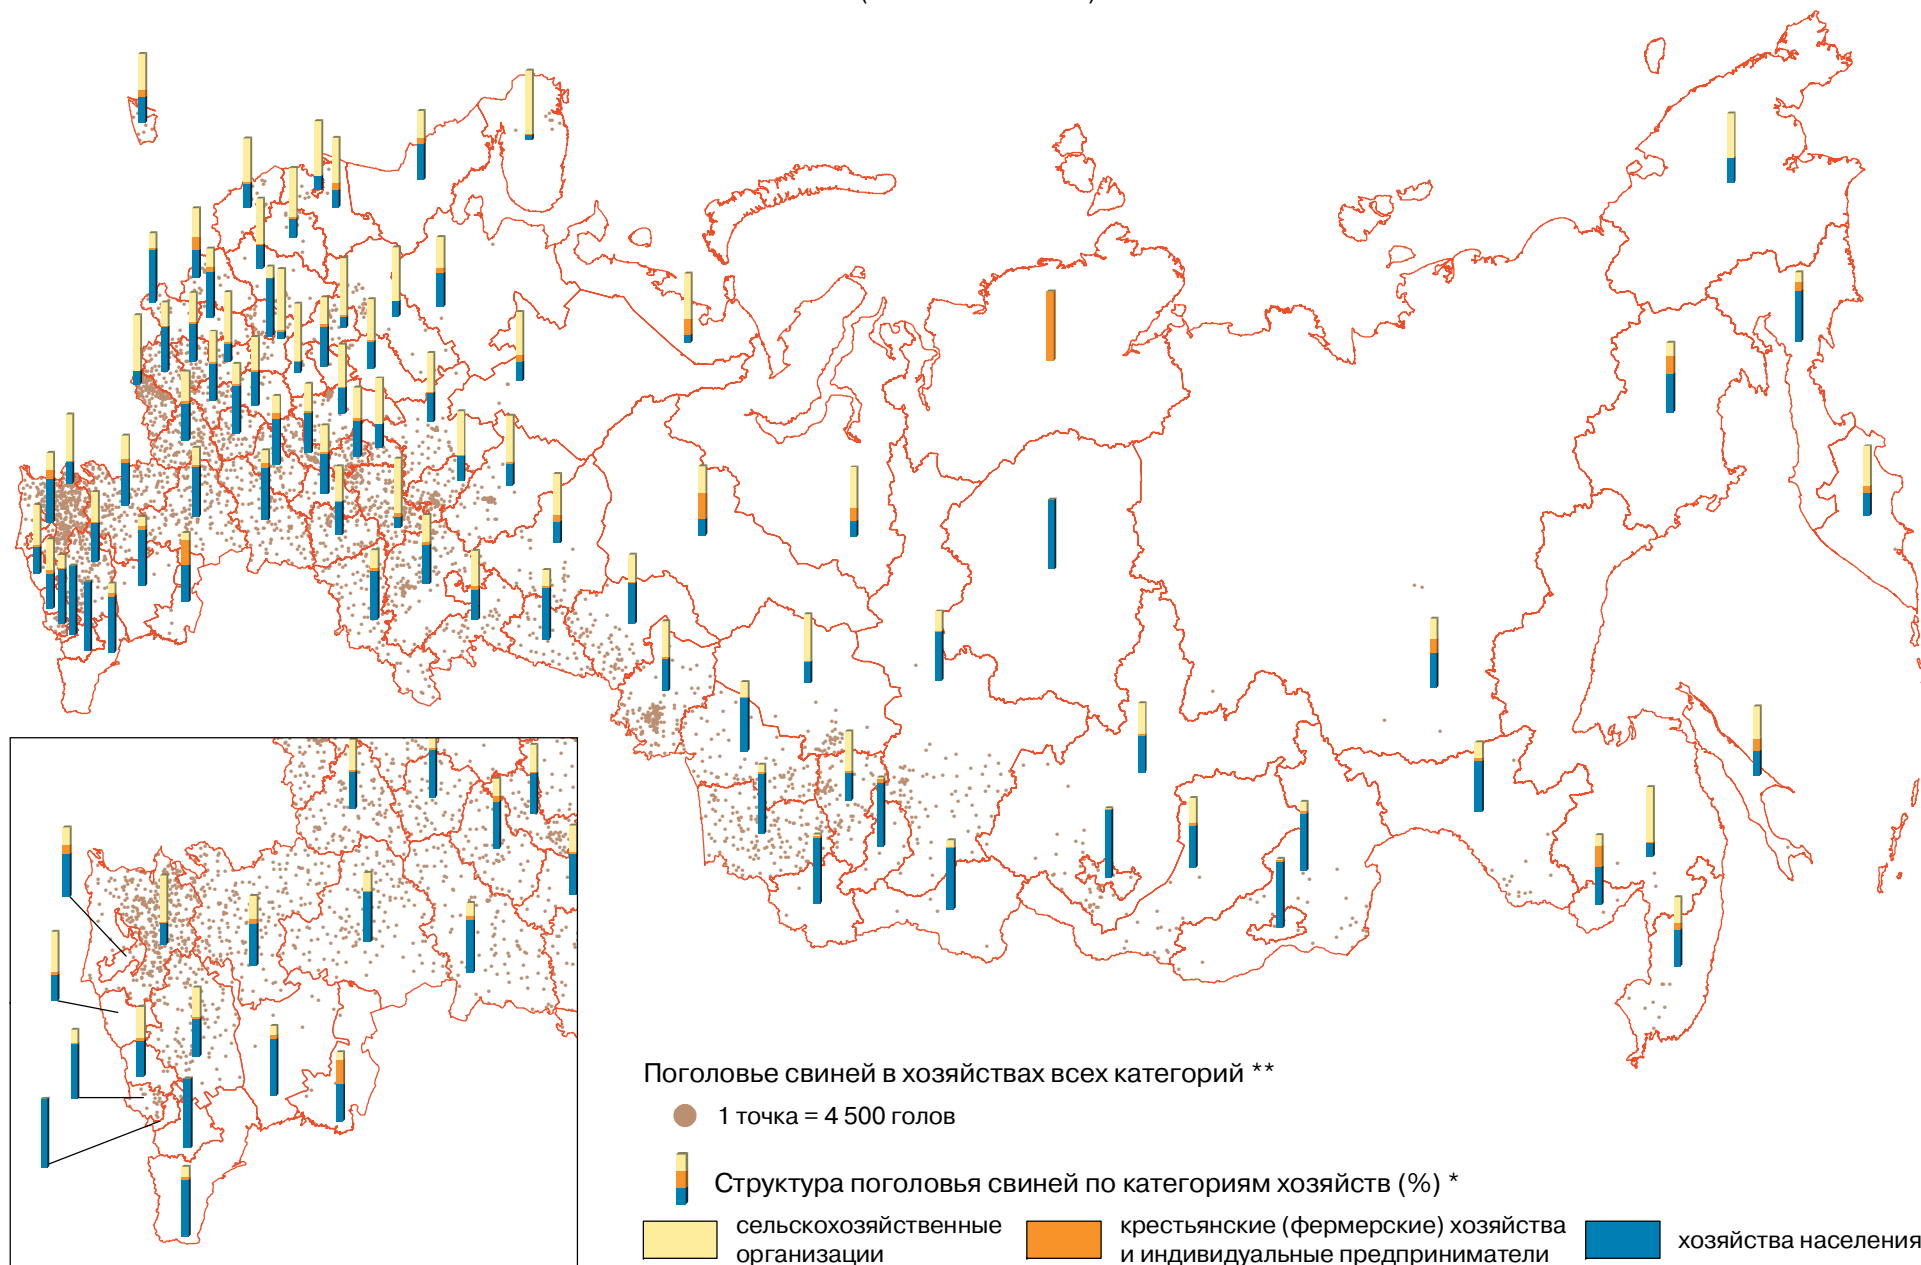 Поголовье свиней в хозяйствах всех категорий **
1 точка = 4 500 голов
Структура поголовья свиней по категориям хозяйств (%) *
сельскохозяйственные
организации
крестьянские (фермерские) хозяйства
и индивидуальные предприниматели
хозяйства населения